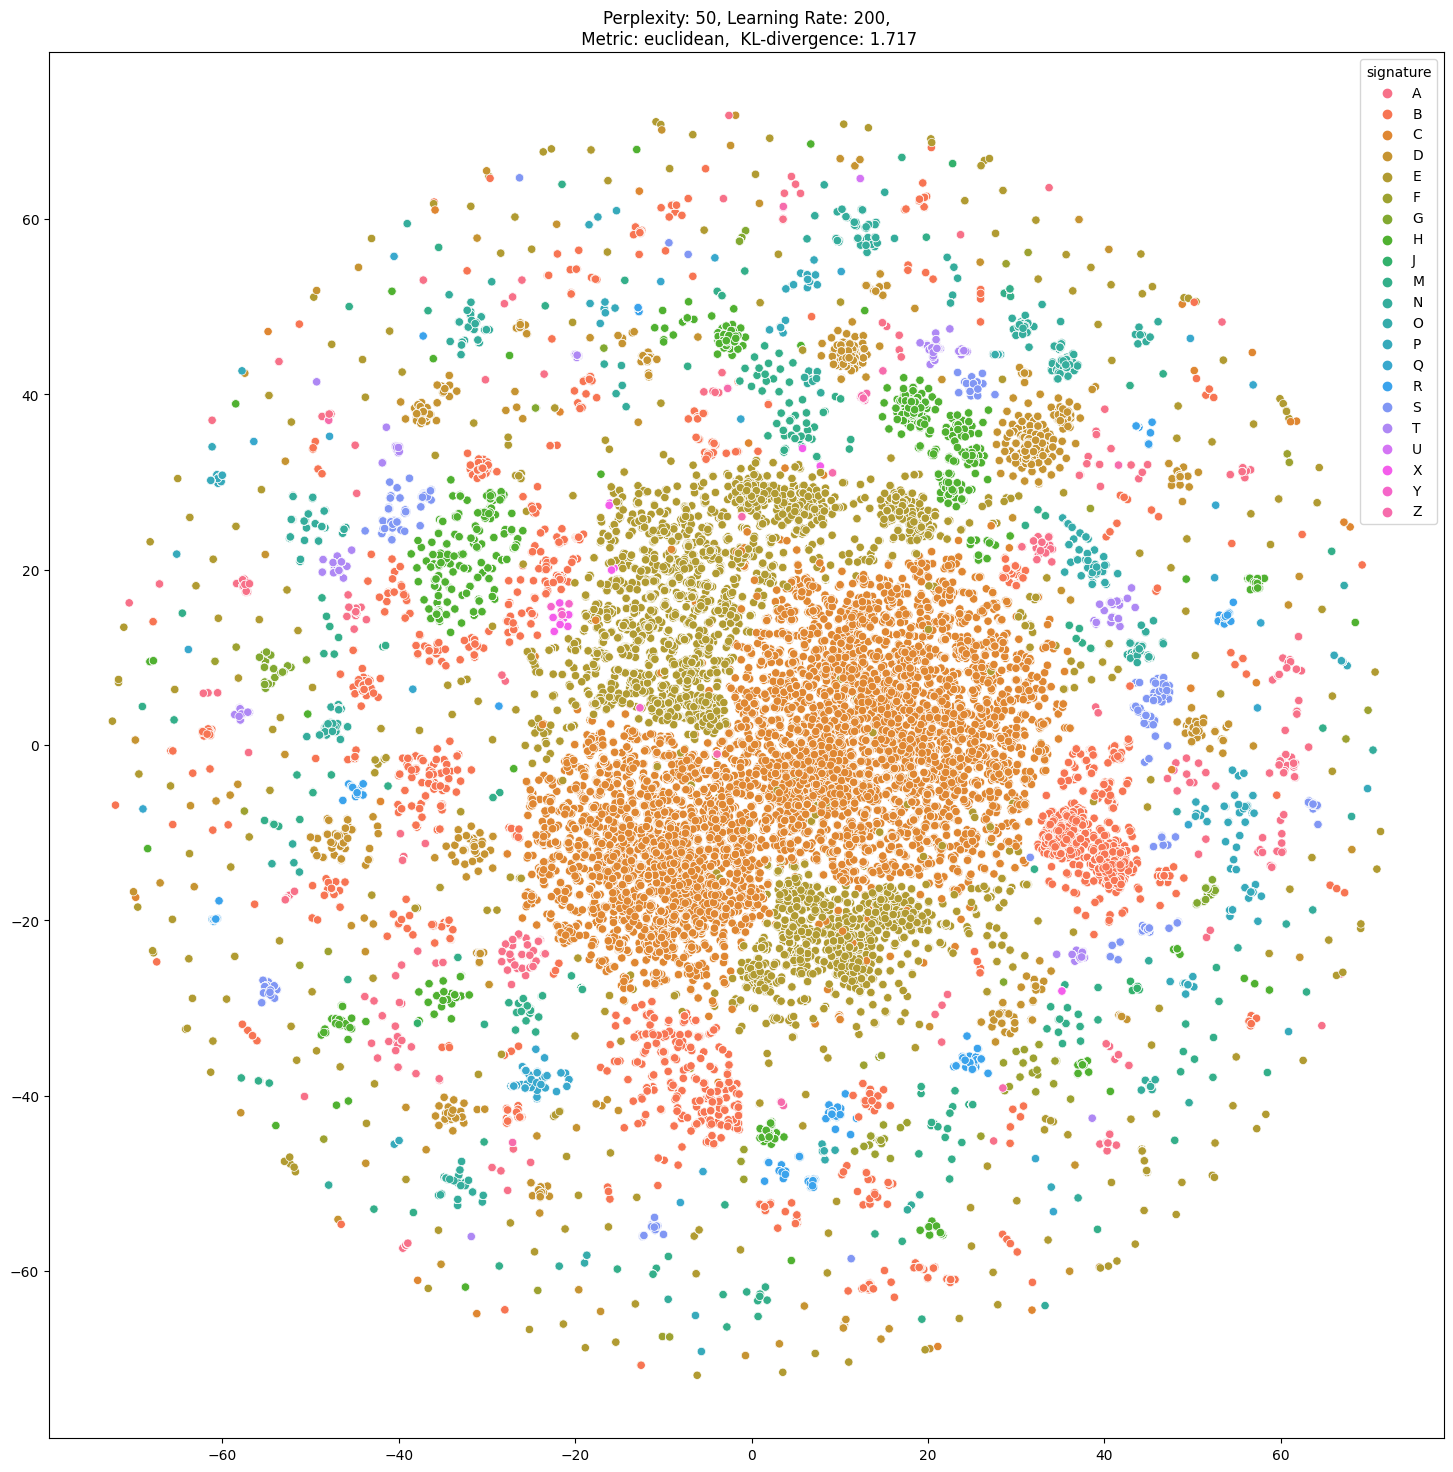 Perplexity: 50, Learning Rate: 200,
Metric: euclidean,  KL-divergence: 1.717
signature
A
B
C
D
E
F
G
H
J
M
N
O
P
Q
R
S
T
U
X
Y
Z
60
40
20
0
−20
−40
−60
−60
−40
−20
0
20
40
60